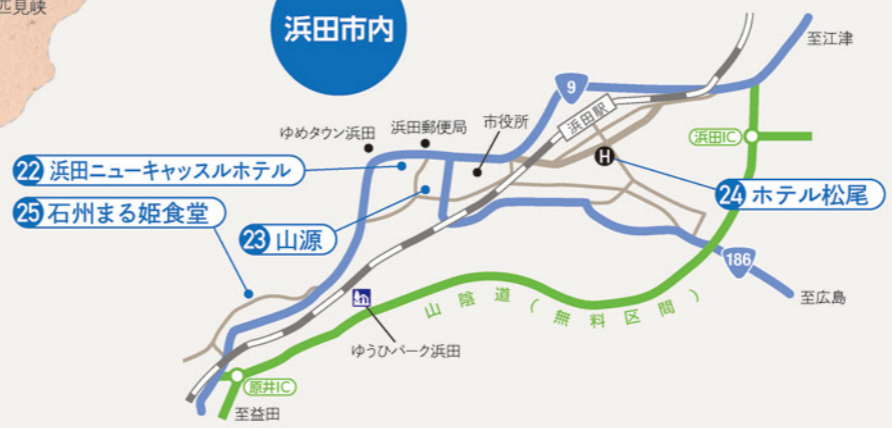 匹見峡
浜田市内
至江津
9
浜田駅
市役所
浜田郵便局
ゆめタウン浜田
浜田IC
H
22 浜田ニューキャッスルホテル
24 ホテル松尾
25 石州まる姫食堂
23 山源
186
至広島
山陰道(無料区間)
ゆうひパーク浜田
原井IC
至益田